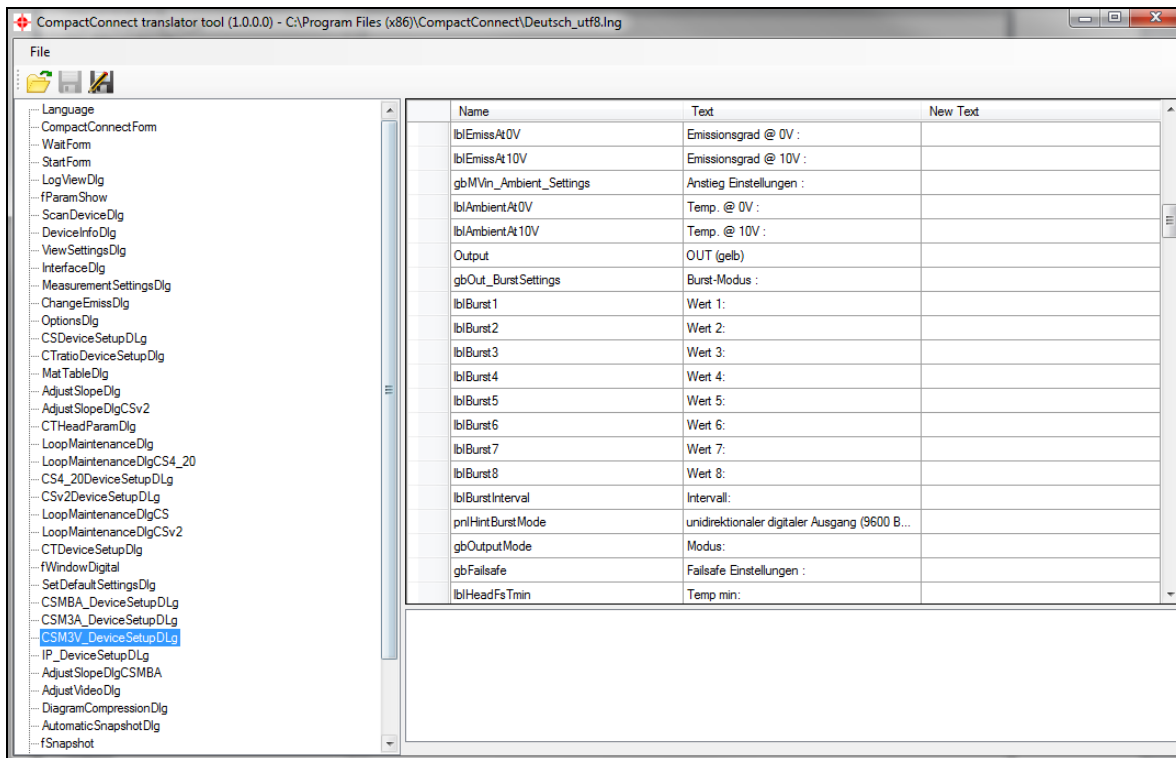 CompactConnect translator tool (1.0.0.0) - C:\Program Files (x86)\CompactConnect\Deutsch_utf8.lng
File
Language
CompactConnectForm
WaitForm
StartForm
LogViewDlg
fParamShow
ScanDeviceDlg
DeviceInfoDlg
ViewSettingsDlg
InterfaceDlg
MeasurementSettingsDlg
ChangeEmissDlg
OptionsDlg
CSDeviceSetupDLg
CTratioDeviceSetupDlg
MatTableDlg
AdjustSlopeDlg
AdjustSlopeDlgCSv2
CTHeadParamDlg
LoopMaintenanceDlg
LoopMaintenanceDlgCS4_20
CS4_20DeviceSetupDLg
CSv2DeviceSetupDLg
LoopMaintenanceDlgCS
LoopMaintenanceDlgCSv2
CTDeviceSetupDlg
fWindowDigital
SetDefaultSettingsDlg
CSMBA_DeviceSetupDLg
CSM3A_DeviceSetupDLg
CSM3V_DeviceSetupDLg
IP_DeviceSetupDLg
AdjustSlopeDlgCSMBA
AdjustVideoDlg
DiagramCompressionDlg
AutomaticSnapshotDlg
fSnapshot
Name Text New Text
lblEmissAt0V Emissionsgrad @ 0V :
lblEmissAt10V Emissionsgrad @ 10V :
gbMVin_Ambient_Settings Anstieg Einstellungen :
lblAmbientAt0V Temp. @ 0V :
lblAmbientAt10V Temp. @ 10V :
Output OUT (gelb)
gbOut_BurstSettings Burst-Modus :
lblBurst1 Wert 1:
lblBurst2 Wert 2:
lblBurst3 Wert 3:
lblBurst4 Wert 4:
lblBurst5 Wert 5:
lblBurst6 Wert 6:
lblBurst7 Wert 7:
lblBurst8 Wert 8:
lblBurstInterval Intervall:
pnlHintBurstMode unidirektionaler digitaler Ausgang (9600 B...
gbOutputMode Modus:
gbFailsafe Failsafe Einstellungen :
lblHeadFsTmin Temp min: